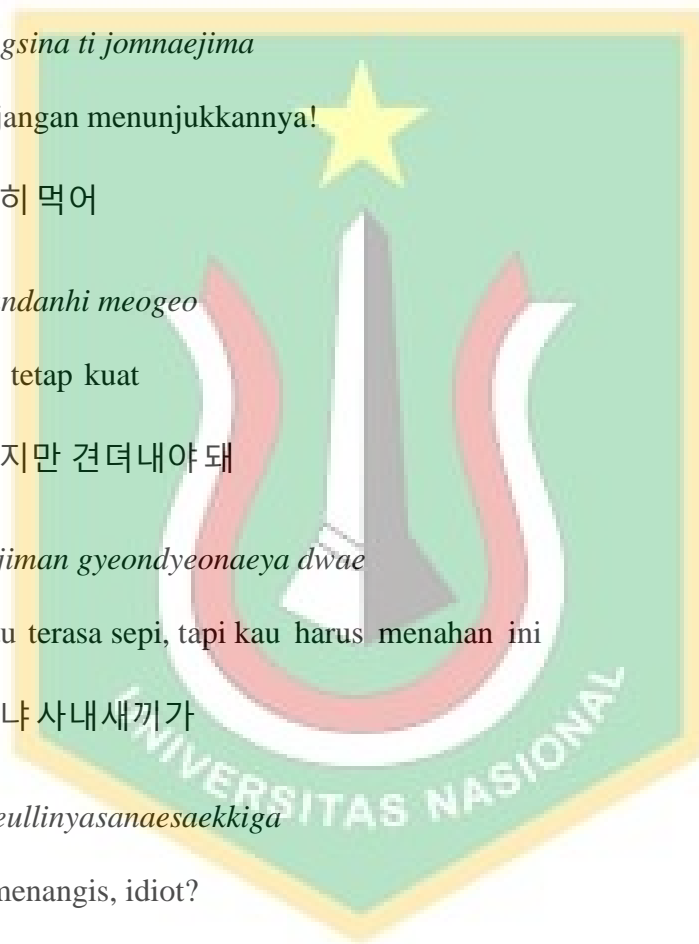 gsina ti jomnaejima
jangan menunjukkannya!
히 먹어
ndanhi meogeo
tetap kuat
지만 견뎌내야 돼
jiman gyeondyeonaeya dwae
u terasa sepi, tapi kau harus menahan ini
냐 사내새끼가
eullinyasanaesaekkiga
menangis, idiot?
UNIVERSITAS NASIONAL